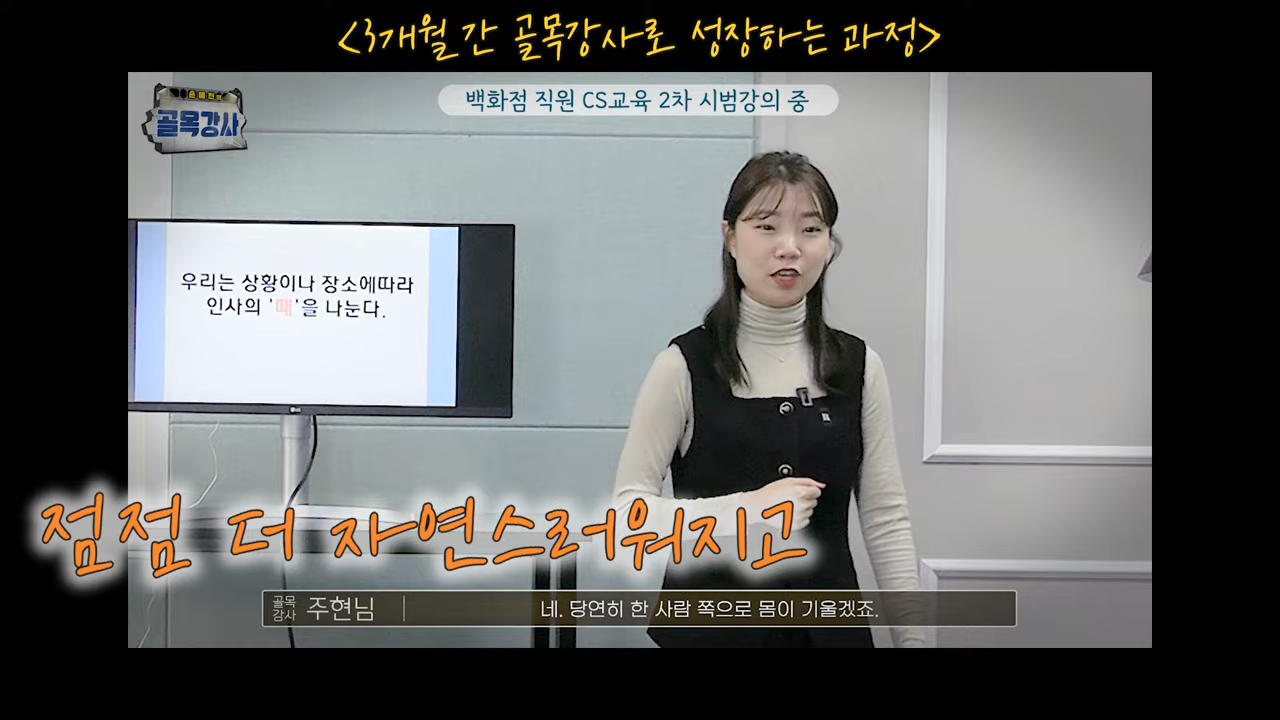 <3개월 간 골목강사로 성장하는 과정>
백화점 직원 CS교육 2차 시범강의 중
골목강사
우리는 상황이나 장소에따라
인사의 '때'을 나눈다.
점점 더 자연스러워지고
골목
강사
주현님
네. 당연히 한 사람 쪽으로 몸이 기울겠죠.
LG